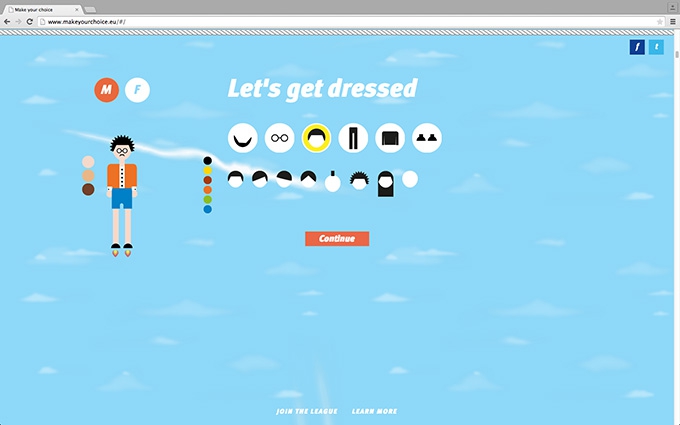 Make your choice
www.makeyourchoice.eu/#/
f t
M F
Let's get dressed
Continue
JOIN THE LEAGUE LEARN MORE